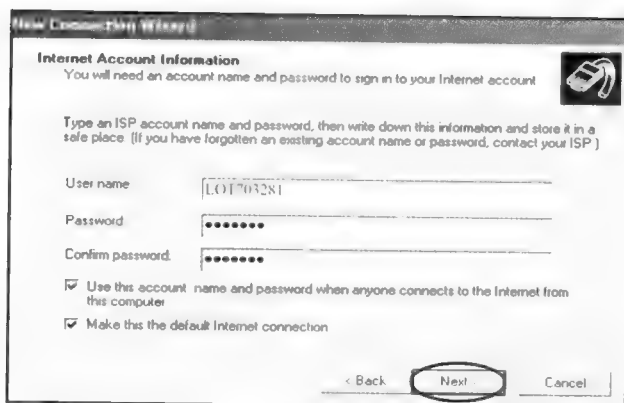 New Connection Wizard
Internet Account Information
You will need an account name and password to sign in to your Internet account
Type an ISP account name and password, then write down this information and store it in a
safe place (If you have forgotten an existing account name or password, contact your ISP )
User name
LOT703281
Password
•••••••
Confirm password:
•••••••
Use this account name and password when anyone connects to the Internet from
this computer
Make this the default Internet connection
< Back
Next
Cancel